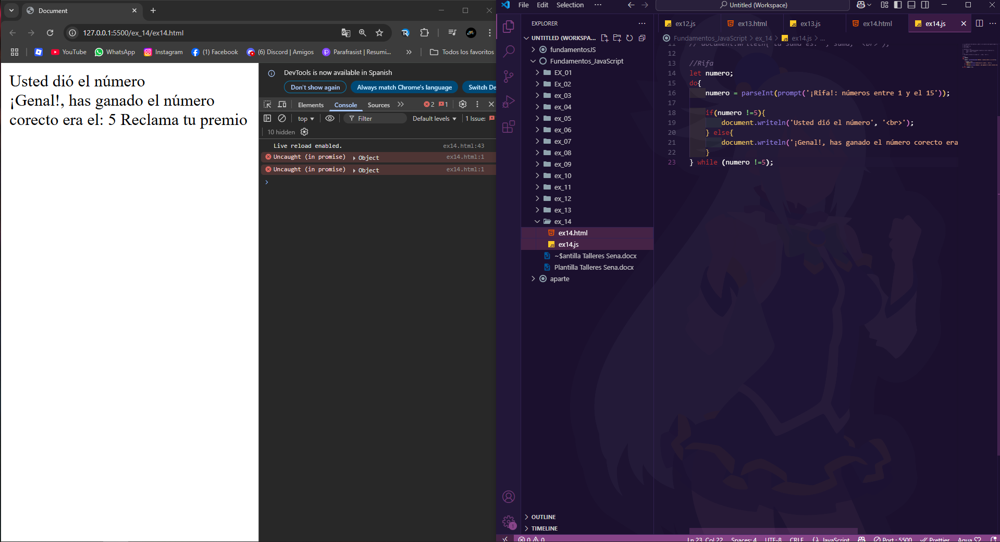 Document
127.0.0.1:5500/ex_14/ex14.html
YouTube WhatsApp Instagram (1) Facebook (6) Discord | Amigos Parafrasist | Resumi... » Todos los favoritos
Usted dió el número
¡Genal!, has ganado el número
corecto era el: 5 Reclama tu premio
DevTools is now available in Spanish
Don't show again Always match Chrome's language Switch De
Elements Console Sources » 2 1
top Filter Default levels 1 Issue:
10 hidden
Live reload enabled. ex14.html:43
Uncaught (in promise) Object ex14.html:1
Uncaught (in promise) Object ex14.html:1
File Edit Selection ··· Untitled (Workspace)
EXPLORER
UNTITLED (WORKSPA...
fundamentosJS
Fundamentos_JavaScript
EX_01
Ex_02
ex_03
ex_04
ex_05
ex_06
ex_07
ex_08
ex_09
ex_10
ex_11
ex_12
ex_13
ex_14
ex14.html
ex14.js
~$antilla Talleres Sena.docx
Plantilla Talleres Sena.docx
aparte
OUTLINE
TIMELINE
ex12.js ex13.html ex13.js ex14.html ex14.js
Fundamentos_JavaScript > ex_14 > ex14.js > ...
12
13 //Rifa
14 let numero;
15 do{
16 numero = parseInt(prompt('¡Rifa!: números entre 1 y el 15'));
17
18 if(numero !=5){
19 document.writeln('Usted dió el número', '<br>');
20 } else{
21 document.writeln('¡Genal!, has ganado el número corecto era
22 }
23 } while (numero !=5);
0 0 Ln 23, Col 22 Spaces: 4 UTF-8 CRLF JavaScript Port : 5500 Prettier Aqua